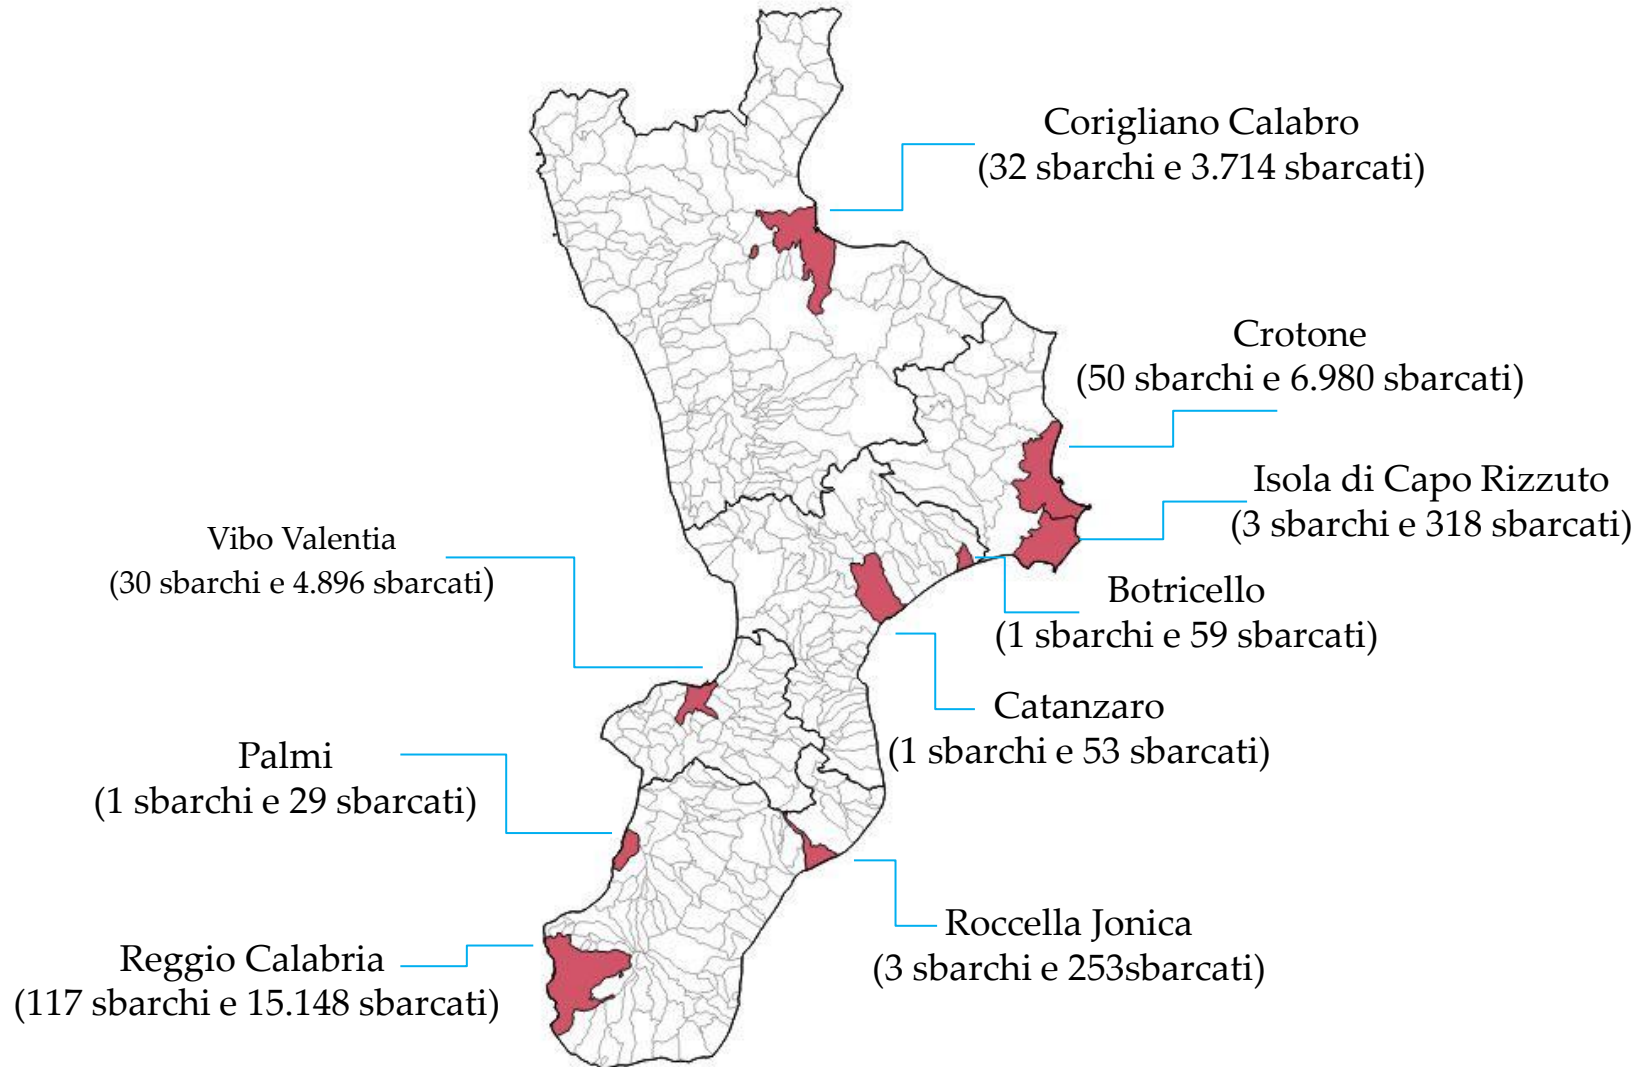 Corigliano Calabro
(32 sbarchi e 3.714 sbarcati)
Crotone
(50 sbarchi e 6.980 sbarcati)
Isola di Capo Rizzuto
(3 sbarchi e 318 sbarcati)
Vibo Valentia
(30 sbarchi e 4.896 sbarcati)
Botricello
(1 sbarchi e 59 sbarcati)
Catanzaro
(1 sbarchi e 53 sbarcati)
Palmi
(1 sbarchi e 29 sbarcati)
Roccella Jonica
(3 sbarchi e 253sbarcati)
Reggio Calabria
(117 sbarchi e 15.148 sbarcati)